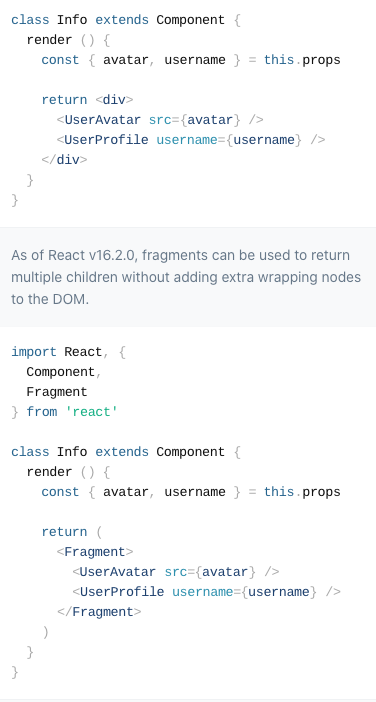 class Info extends Component {
  render () {
    const { avatar, username } = this.props

    return <div>
      <UserAvatar src={avatar} />
      <UserProfile username={username} />
    </div>
  }
}
As of React v16.2.0, fragments can be used to return
multiple children without adding extra wrapping nodes
to the DOM.
import React, {
  Component,
  Fragment
} from 'react'

class Info extends Component {
  render () {
    const { avatar, username } = this.props

    return (
      <Fragment>
        <UserAvatar src={avatar} />
        <UserProfile username={username} />
      </Fragment>
    )
  }
}